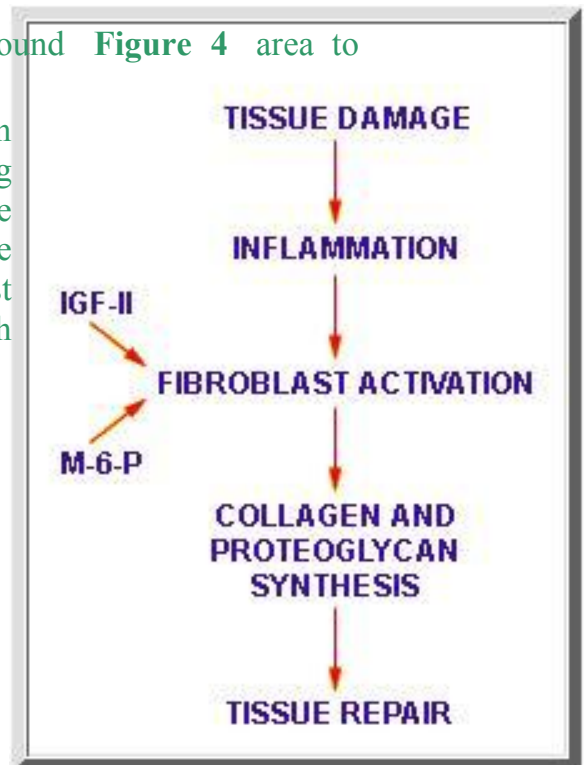 ound Figure 4 area to
TISSUE DAMAGE
INFLAMMATION
IGF-II
FIBROBLAST ACTIVATION
M-6-P
COLLAGEN AND
PROTEOGLYCAN
SYNTHESIS
TISSUE REPAIR